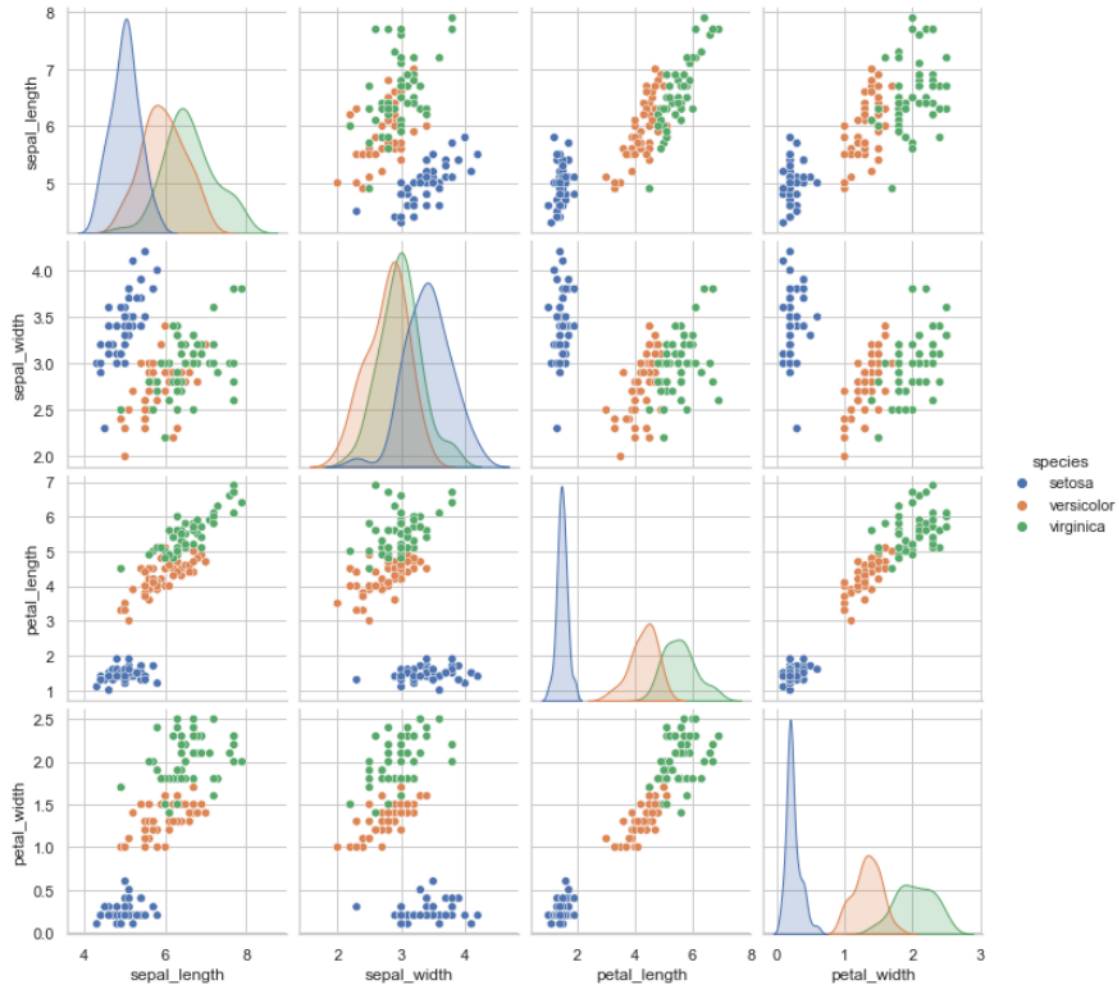 8
7
6
5
sepal_length
4.0
3.5
3.0
2.5
2.0
sepal_width
species
setosa
versicolor
virginica
7
6
5
4
3
2
1
petal_length
2.5
2.0
1.5
1.0
0.5
0.0
petal_width
4 6 8
2 3 4
2 4 6 8
0 1 2 3
sepal_length
sepal_width
petal_length
petal_width